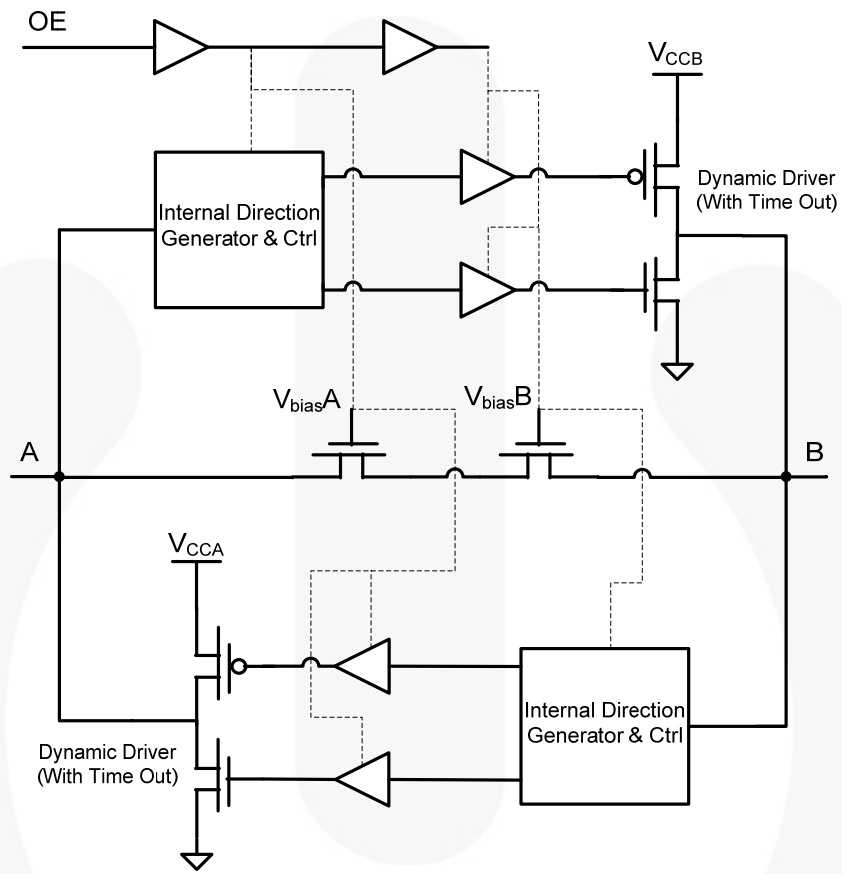 OE
VCCB
Internal Direction
Generator & Ctrl
Dynamic Driver
(With Time Out)
VbiasA
VbiasB
A
B
VCCA
Internal Direction
Generator & Ctrl
Dynamic Driver
(With Time Out)